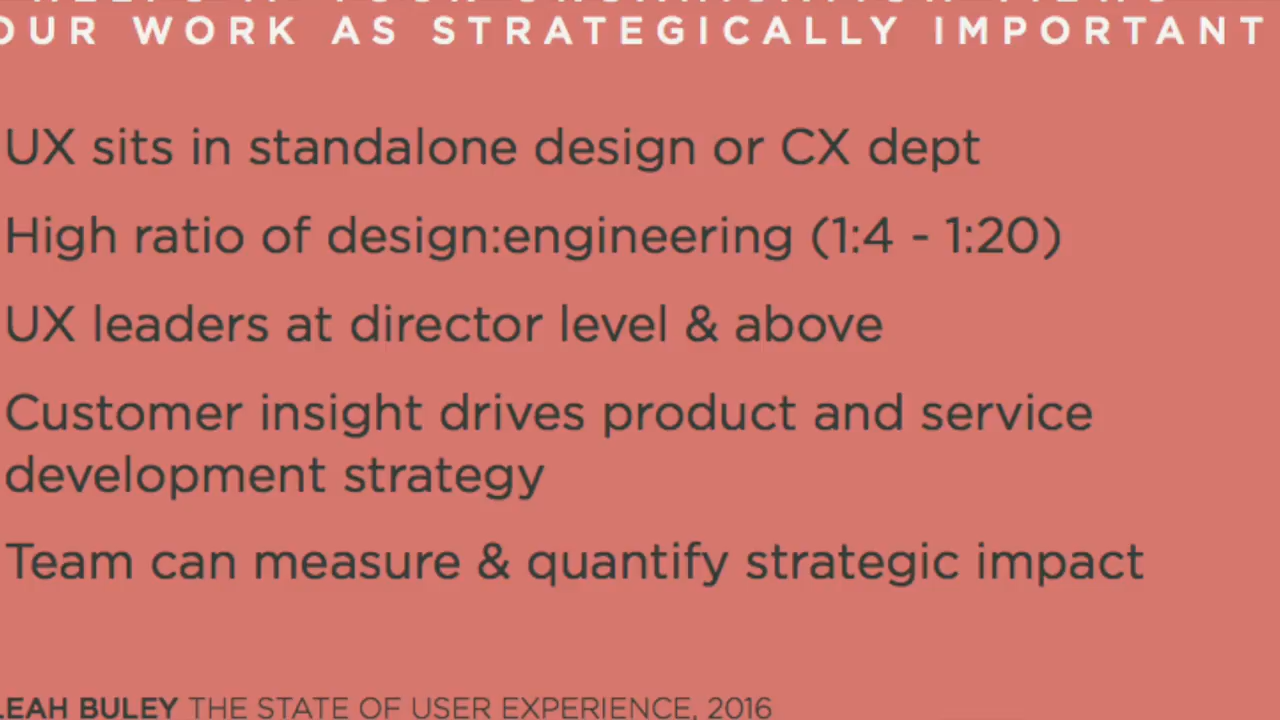 OUR WORK AS STRATEGICALLY IMPORTANT
UX sits in standalone design or CX dept
High ratio of design:engineering (1:4 - 1:20)
UX leaders at director level & above
Customer insight drives product and service
development strategy
Team can measure & quantify strategic impact
LEAH BULEY THE STATE OF USER EXPERIENCE, 2016